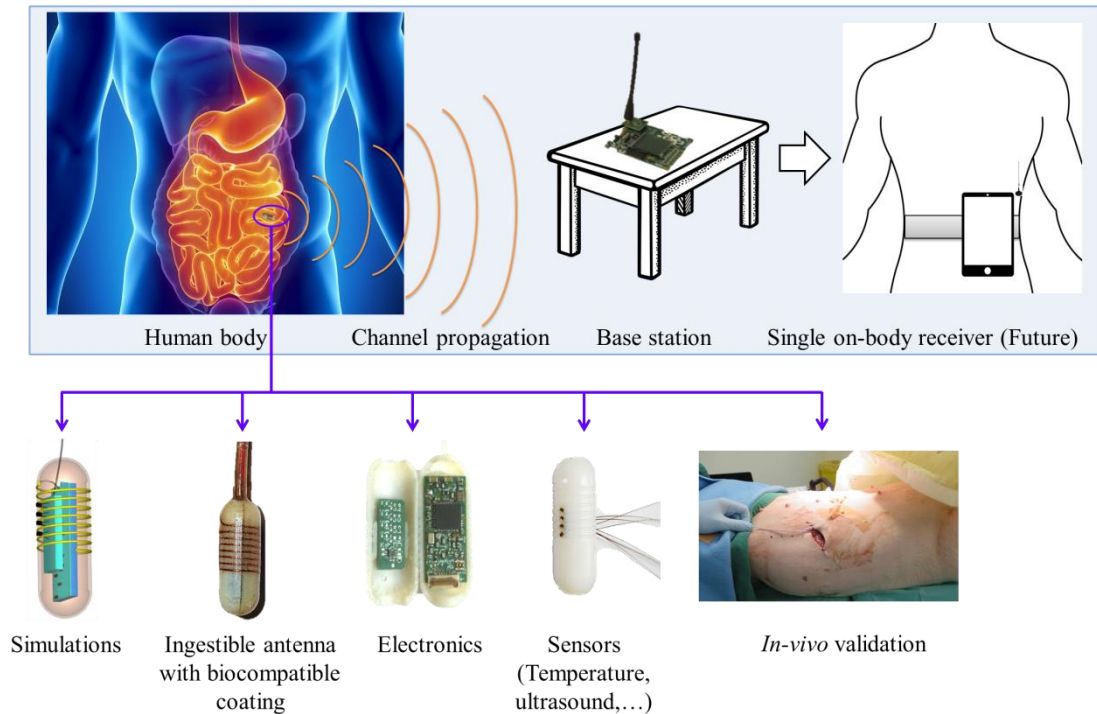 Human body
Channel propagation
Base station
Single on-body receiver (Future)
Simulations
Ingestible antenna
with biocompatible
coating
Electronics
Sensors
(Temperature,
ultrasound,…)
In-vivo validation